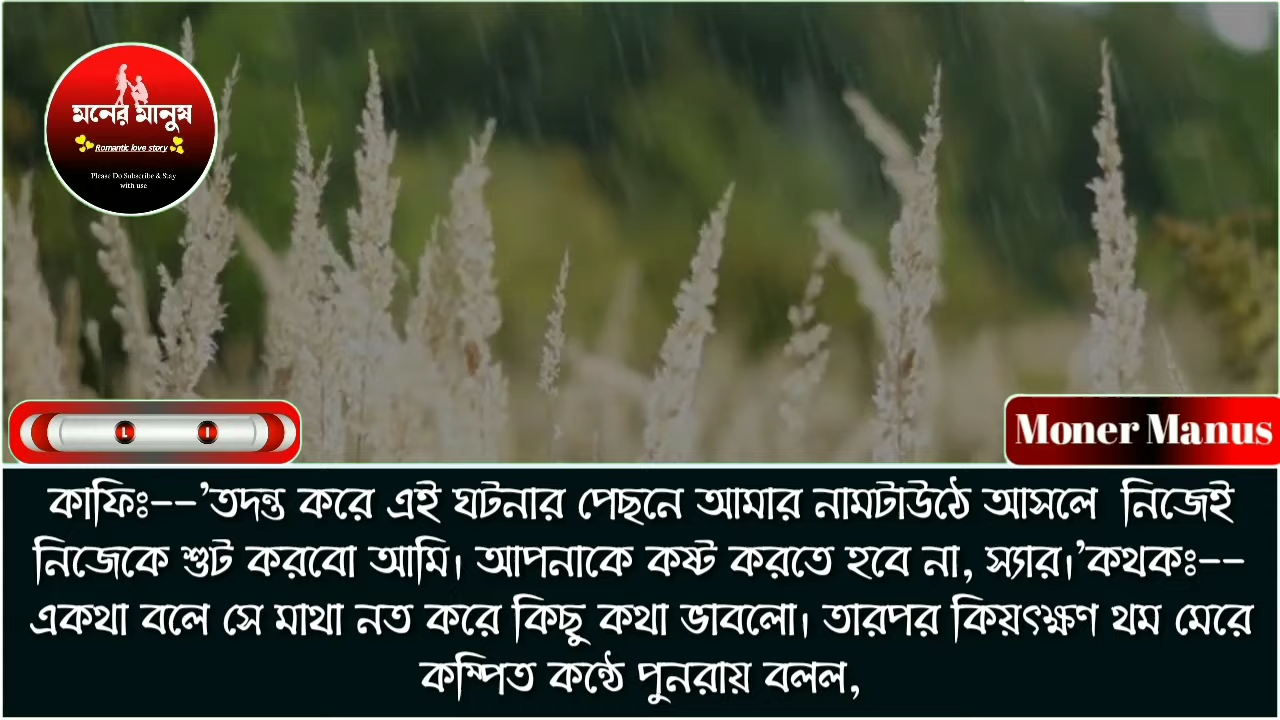 মনের মানুষ
Romantic love story
Please Do Subscribe & Stay
with use
L I
Moner Manus
কাফিঃ--'তদন্ত করে এই ঘটনার পেছনে আমার নামটাউঠে আসলে নিজেই
নিজেকে শুট করবো আমি। আপনাকে কষ্ট করতে হবে না, স্যার।'কথকঃ--
একথা বলে সে মাথা নত করে কিছু কথা ভাবলো। তারপর কিয়ৎক্ষণ থম মেরে
কম্পিত কন্ঠে পুনরায় বলল,